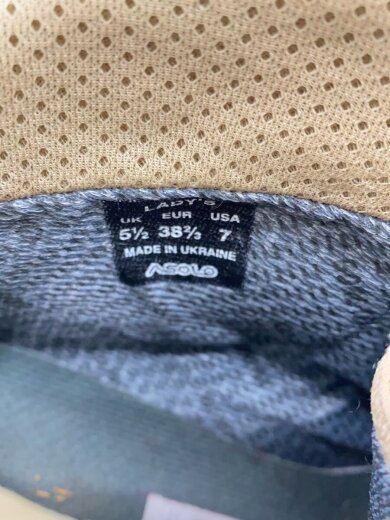 LADY'S
UK EUR USA
5½ 38⅔ 7
MADE IN UKRAINE
ASOLO